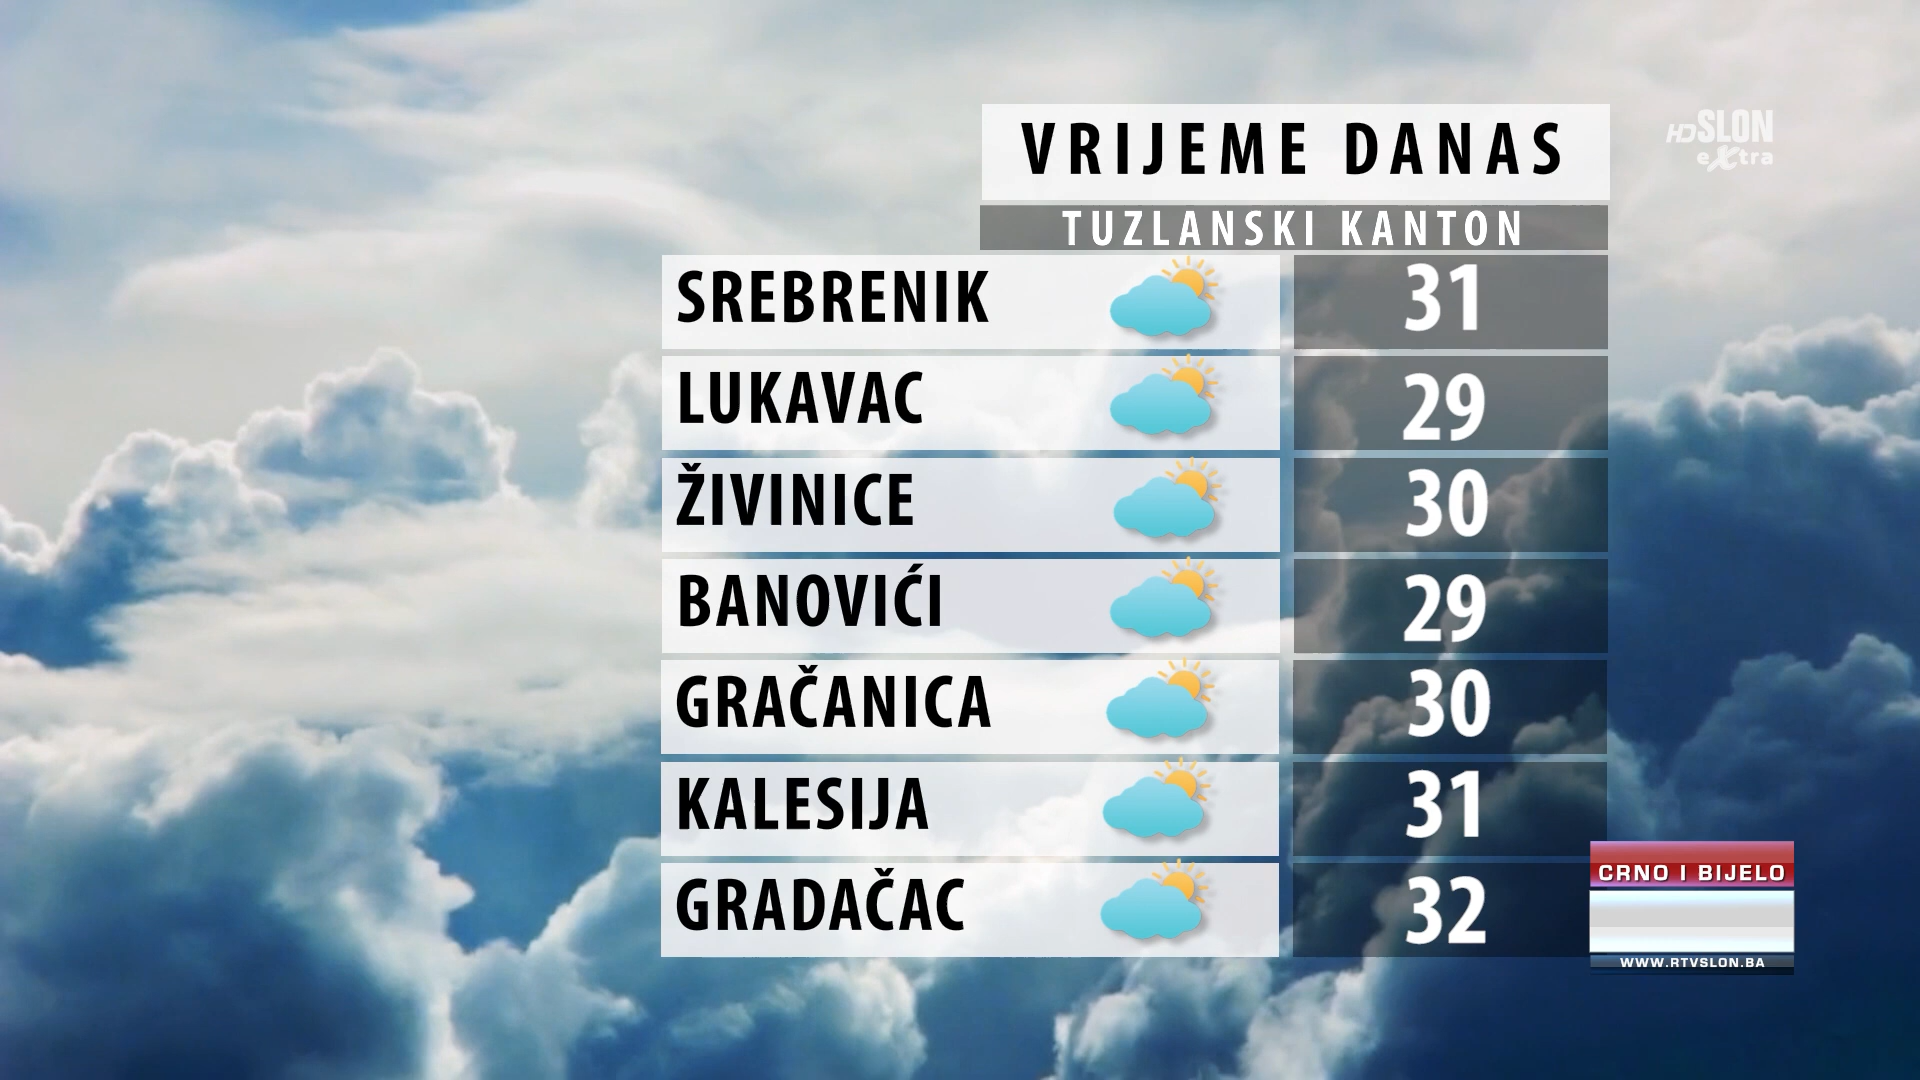 VRIJEME DANAS
HD SLON
eXtra
TUZLANSKI KANTON
SREBRENIK 31
LUKAVAC 29
ŽIVINICE 30
BANOVIĆI 29
GRAČANICA 30
KALESIJA 31
GRADAČAC 32
CRNO I BIJELO
WWW.RTVSLON.BA